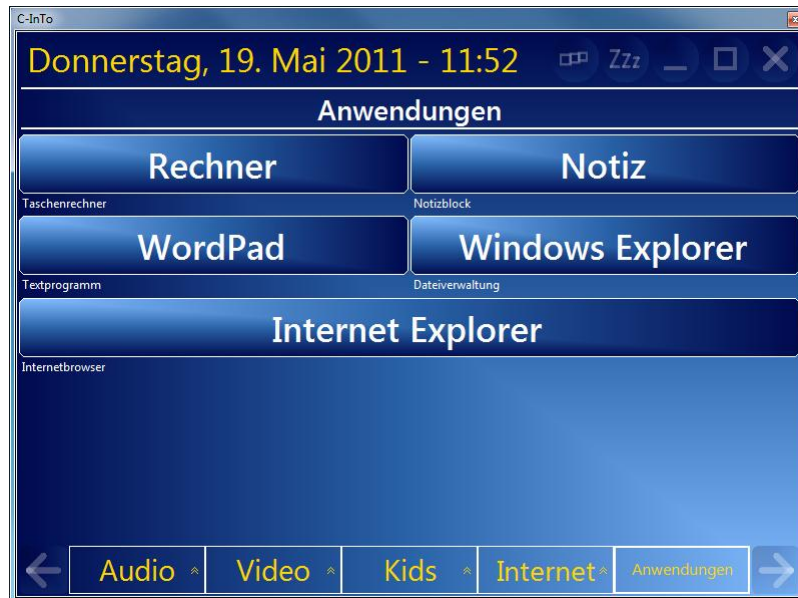 C-InTo
Donnerstag, 19. Mai 2011 - 11:52 Zzz
Anwendungen
Rechner Notiz
Taschenrechner Notizblock
WordPad Windows Explorer
Textprogramm Dateiverwaltung
Internet Explorer
Internetbrowser
Audio Video Kids Internet Anwendungen